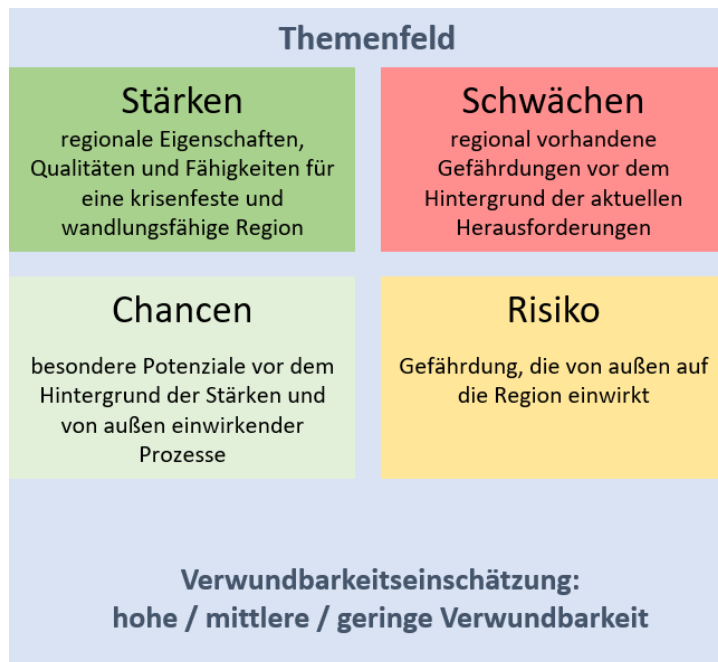 Themenfeld
Stärken
regionale Eigenschaften,
Qualitäten und Fähigkeiten für
eine krisenfeste und
wandlungsfähige Region
Schwächen
regional vorhandene
Gefährdungen vor dem
Hintergrund der aktuellen
Herausforderungen
Chancen
besondere Potenziale vor dem
Hintergrund der Stärken und
von außen einwirkender
Prozesse
Risiko
Gefährdung, die von außen auf
die Region einwirkt
Verwundbarkeitseinschätzung:
hohe / mittlere / geringe Verwundbarkeit